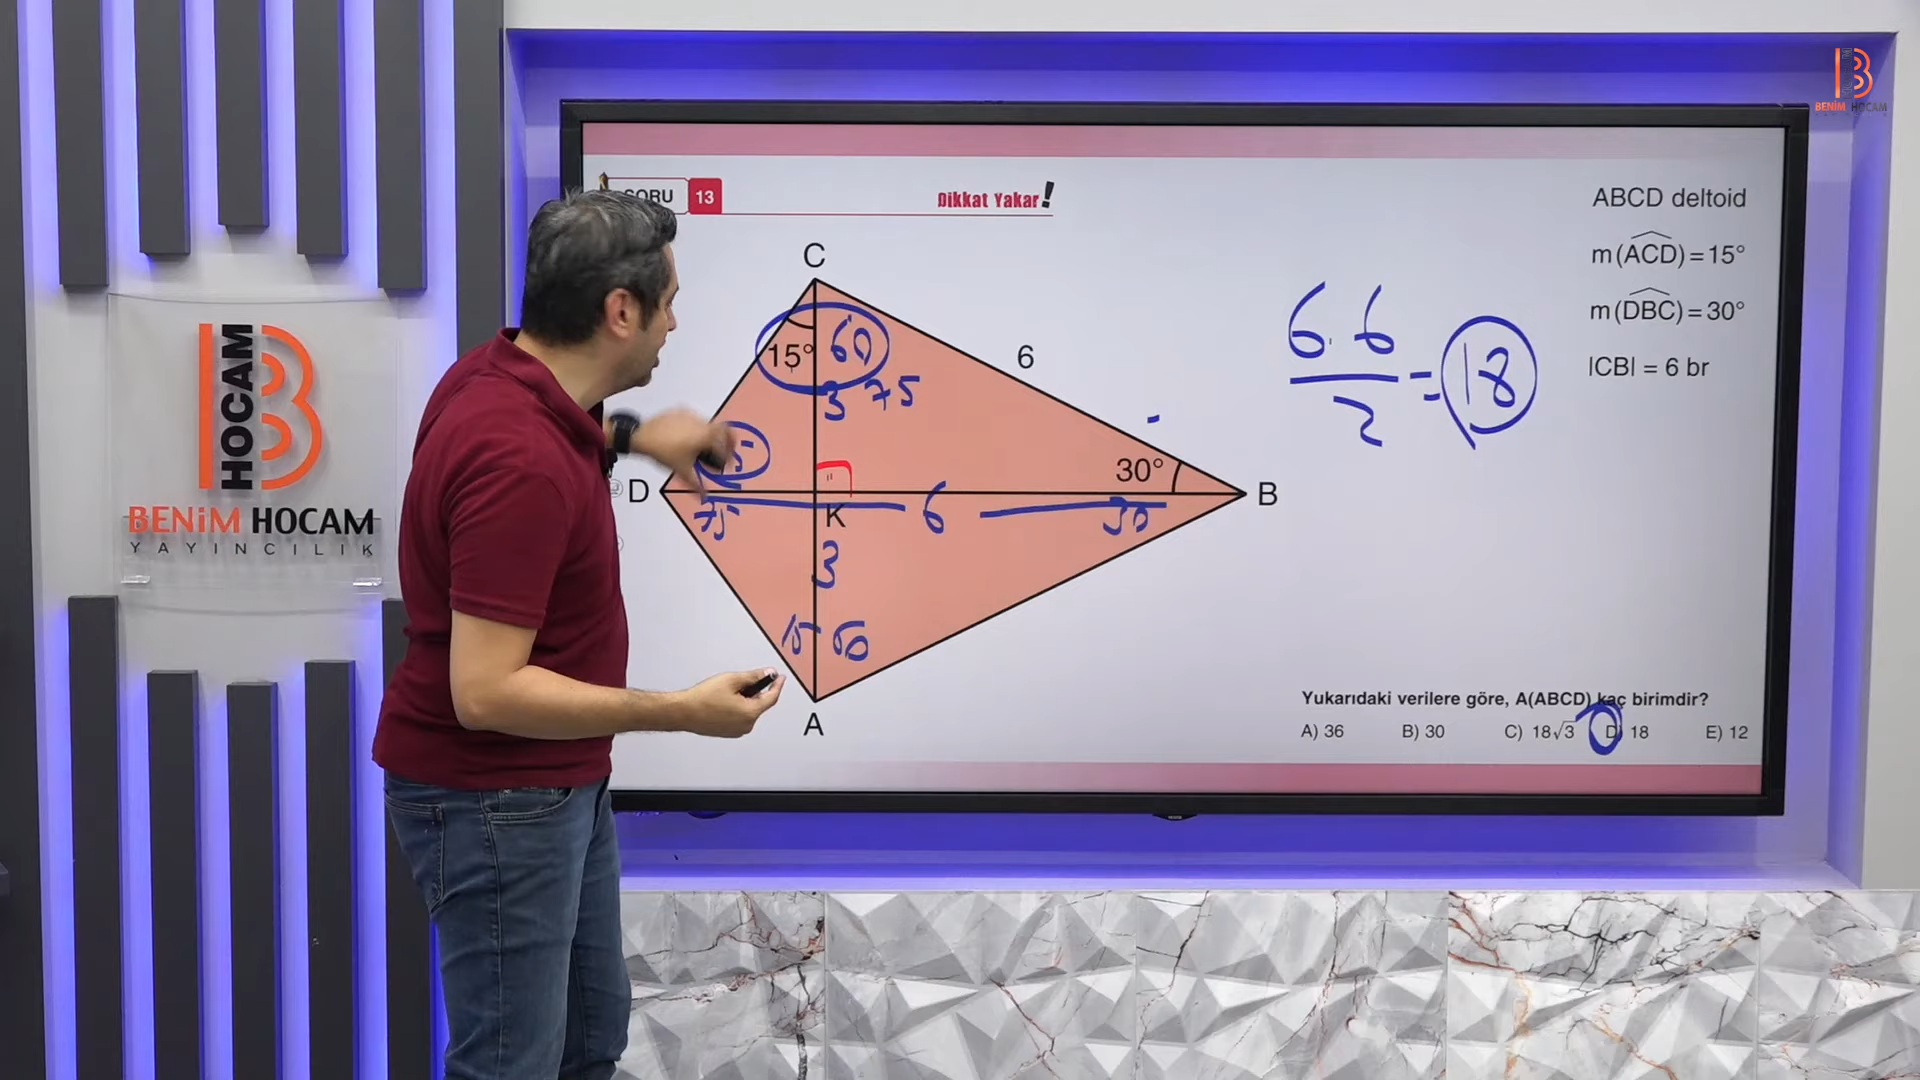 BENİM HOCAM
HOCAM
BENiM HOCAM
YAYINCILIK
SORU 13
Dikkat Yakar!
ABCD deltoid
m(ACD)=15°
m(DBC)=30°
|CB| = 6 br
C
15° 60
3 75
6
30°
D
K
B
75
6
30
3
15 60
A
6.6
2
=18
Yukarıdaki verilere göre, A(ABCD) kaç birimdir?
A) 36 B) 30 C) 18√3 D) 18 E) 12